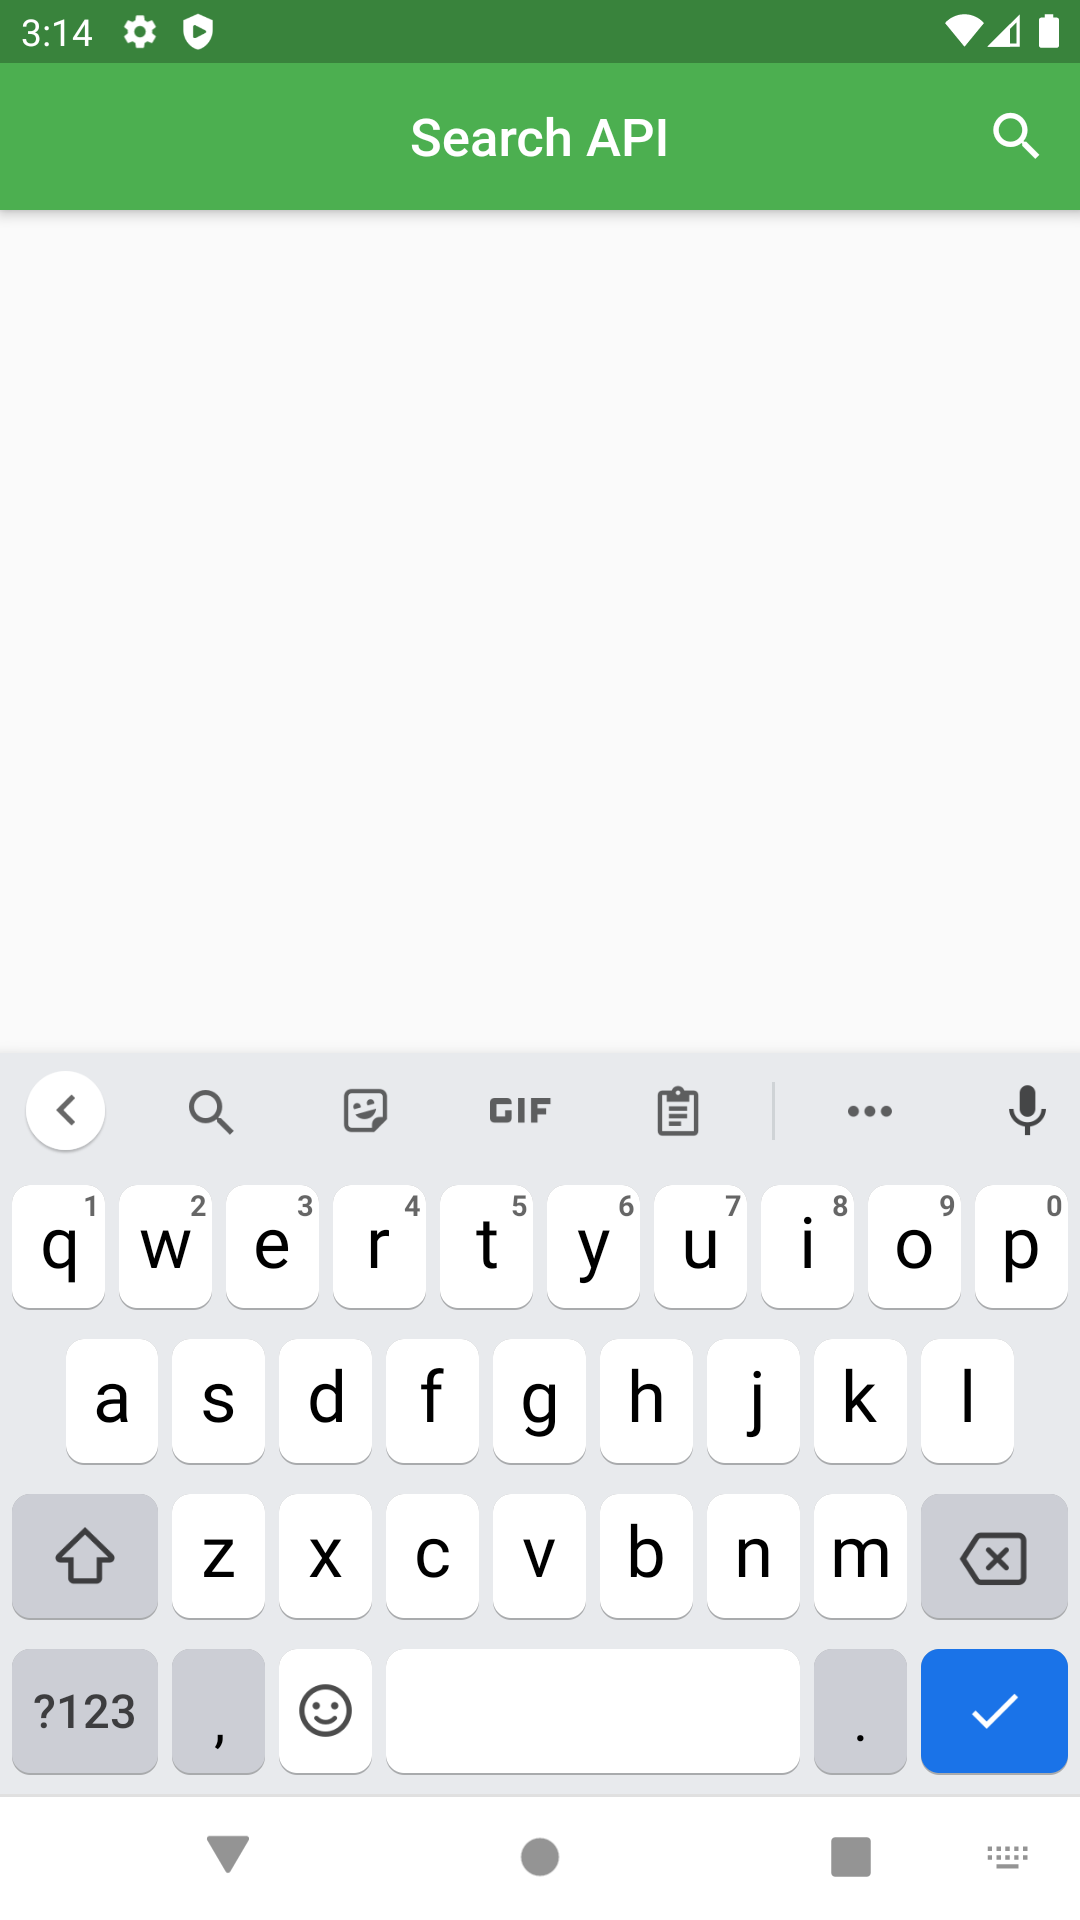 3:14
Search API
GIF
1 2 3 4 5 6 7 8 9 0
q w e r t y u i o p
a s d f g h j k l
z x c v b n m
?123 , .